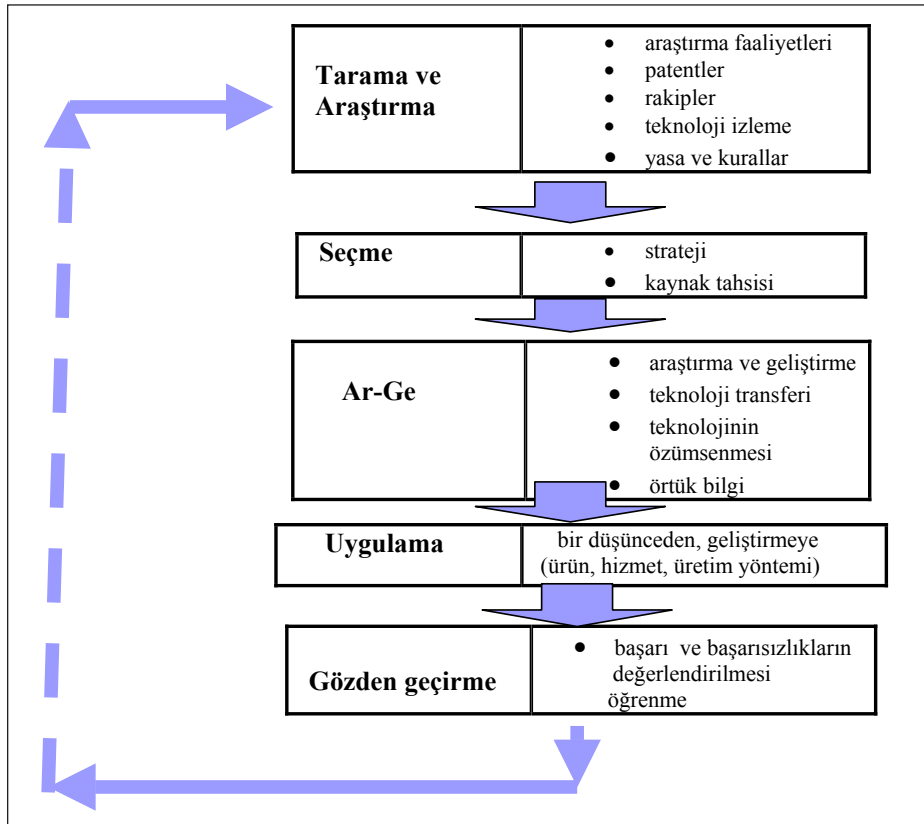 Tarama ve
Araştırma
• araştırma faaliyetleri
• patentler
• rakipler
• teknoloji izleme
• yasa ve kurallar
Seçme
• strateji
• kaynak tahsisi
Ar-Ge
• araştırma ve geliştirme
• teknoloji transferi
• teknolojinin
özümsenmesi
• örtük bilgi
Uygulama
bir düşünceden, geliştirmeye
(ürün, hizmet, üretim yöntemi)
Gözden geçirme
• başarı ve başarısızlıkların
değerlendirilmesi
öğrenme